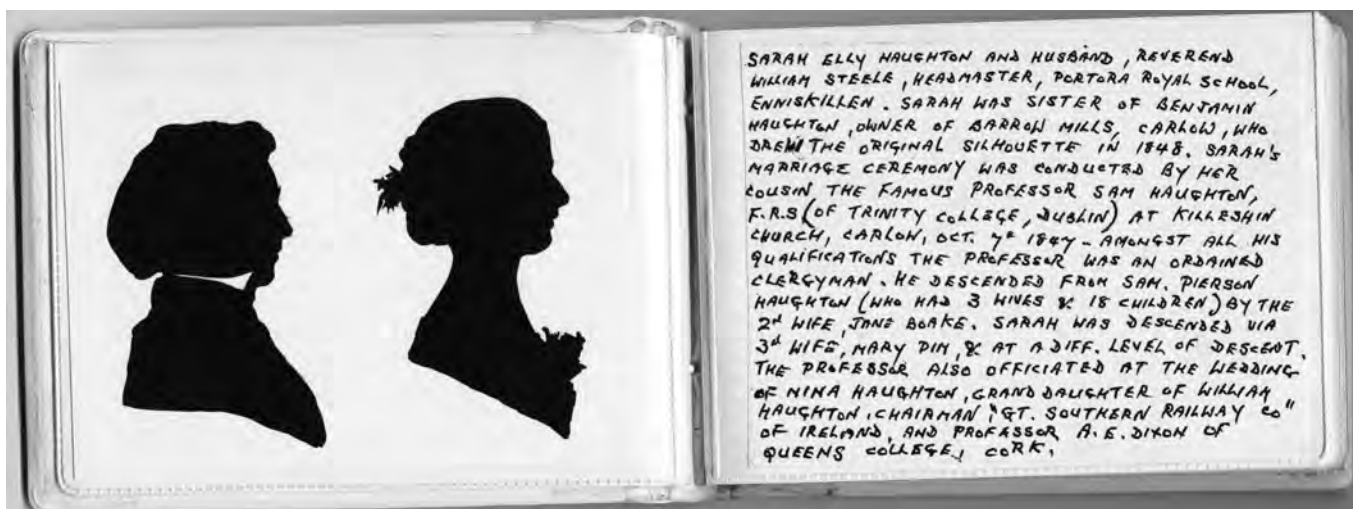 SARAH ELLY HAUGHTON AND HUSBAND, REVEREND
WILLIAM STEELE, HEADMASTER, PORTORA ROYAL SCHOOL,
ENNISKILLEN. SARAH WAS SISTER OF BENJAMIN
HAUGHTON, OWNER OF BARROW MILLS, CARLOW, WHO
DREW THE ORIGINAL SILHOUETTE IN 1848. SARAH'S
MARRIAGE CEREMONY WAS CONDUCTED BY HER
COUSIN THE FAMOUS PROFESSOR SAM HAUGHTON,
F.R.S (OF TRINITY COLLEGE, DUBLIN) AT KILLESHIN
CHURCH, CARLOW, OCT. 1847 - AMONGST ALL HIS
QUALIFICATIONS THE PROFESSOR WAS AN ORDAINED
CLERGYMAN. HE DESCENDED FROM SAM. PIERSON
HAUGHTON (WHO HAD 3 WIVES & 18 CHILDREN) BY THE
2d WIFE, JANE BOAKE. SARAH WAS DESCENDED VIA
3d WIFE, MARY PIM, & AT A DIFF. LEVEL OF DESCENT.
THE PROFESSOR ALSO OFFICIATED AT THE WEDDING
OF NINA HAUGHTON, GRAND DAUGHTER OF WILLIAM
HAUGHTON, CHAIRMAN, "GT. SOUTHERN RAILWAY CO"
OF IRELAND, AND PROFESSOR A. E. DIXON OF
QUEENS COLLEGE, CORK.